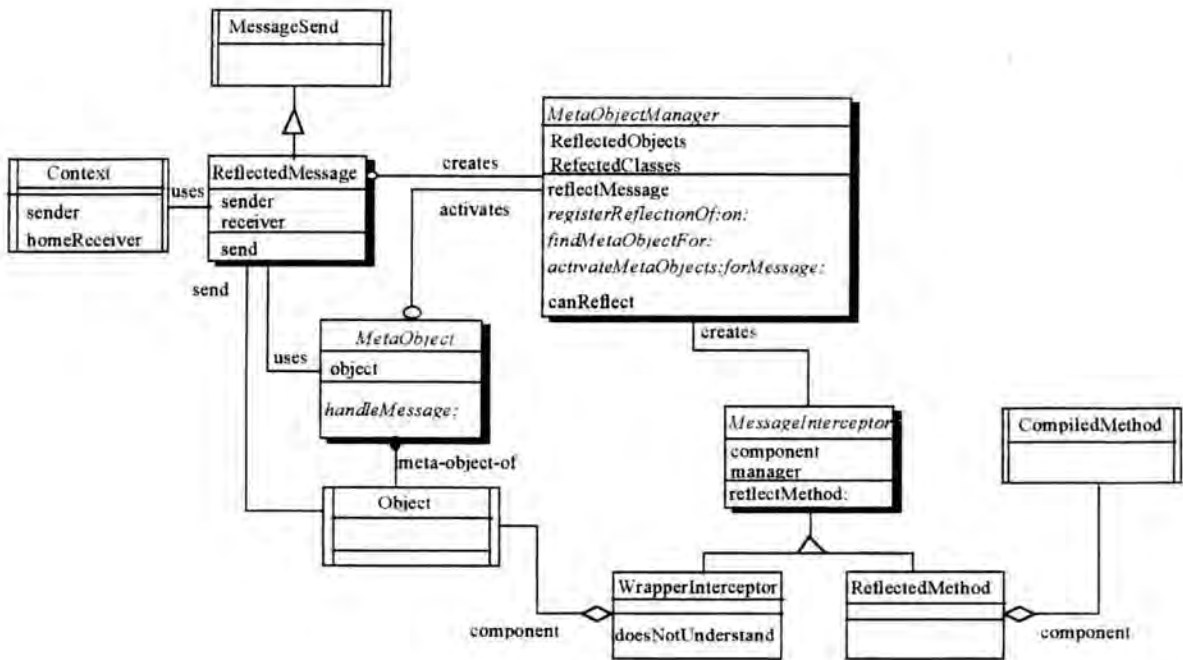 MessageSend
MetaObjectManager
ReflectedObjects
RefectedClasses
reflectMessage
registerReflectionOf:on:
findMetaObjectFor:
activateMetaObjects:forMessage:
canReflect
Context
sender
homeReceiver
uses
ReflectedMessage
sender
receiver
send
creates
activates
send
uses
MetaObject
object
handleMessage:
meta-object-of
Object
creates
MessageInterceptor
component
manager
reflectMethod:
CompiledMethod
WrapperInterceptor
doesNotUnderstand
ReflectedMethod
component
component